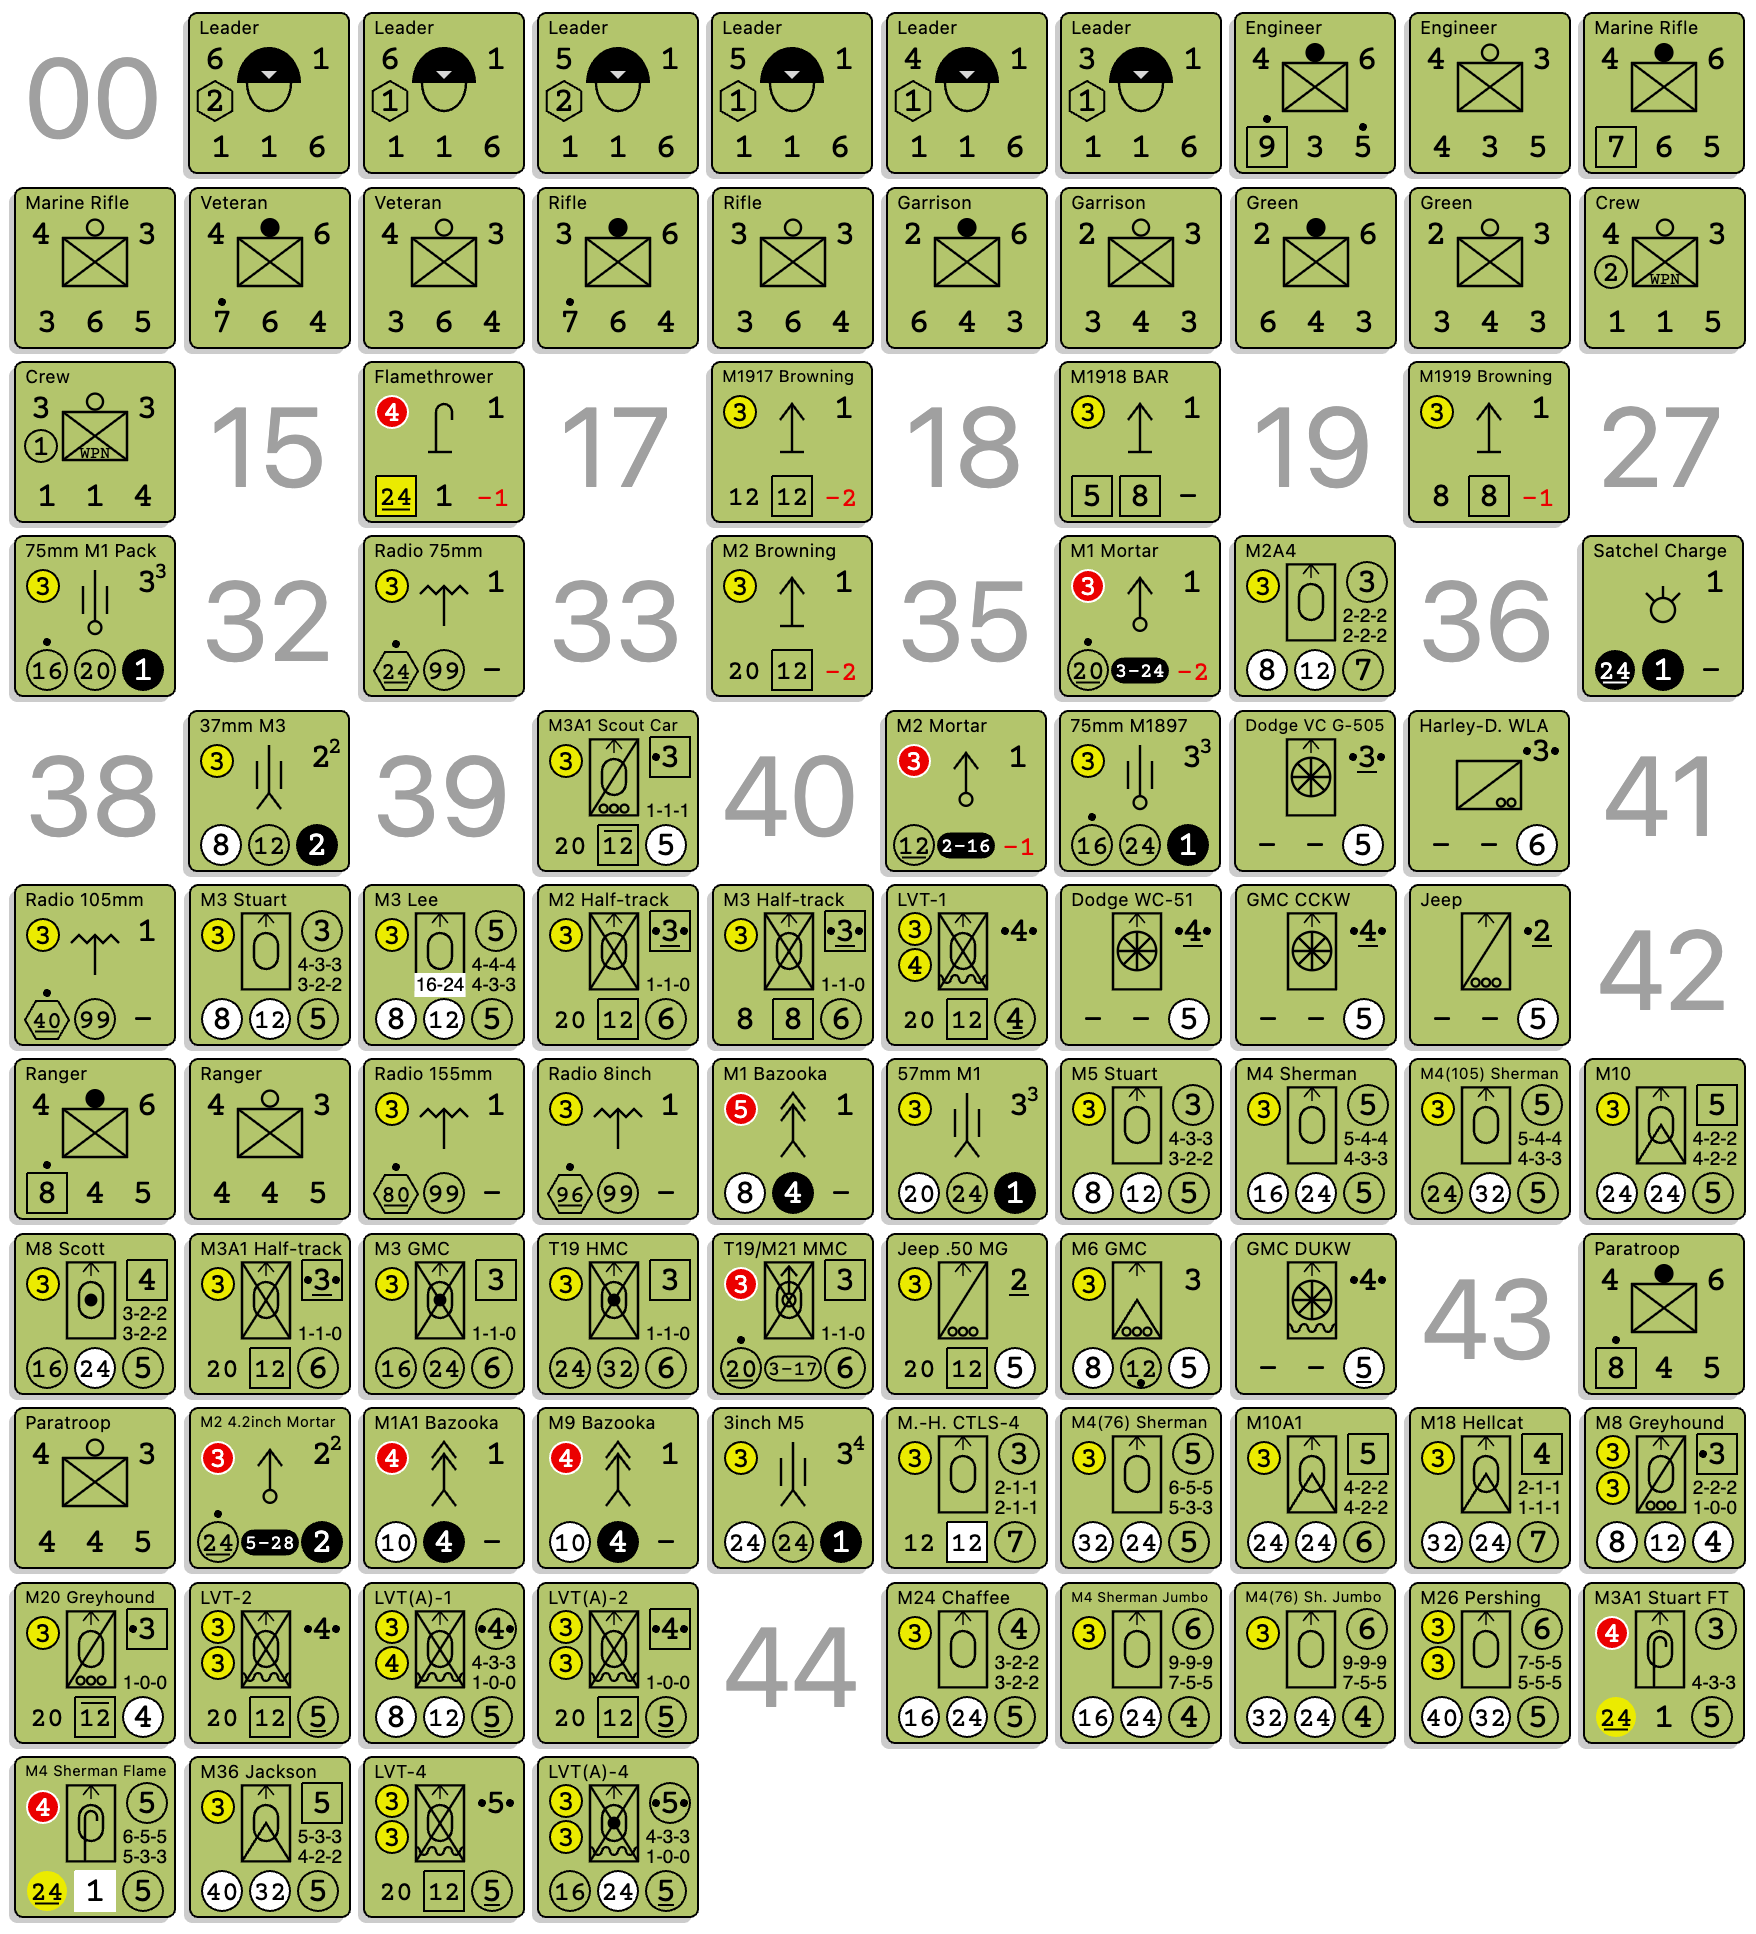 00
Leader
6 1
2
1 1 6
Leader
6 1
1
1 1 6
Leader
5 1
2
1 1 6
Leader
5 1
1
1 1 6
Leader
4 1
1
1 1 6
Leader
3 1
1
1 1 6
Engineer
4 6
9 3 5
Engineer
4 3
4 3 5
Marine Rifle
4 6
7 6 5
Marine Rifle
4 3
3 6 5
Veteran
4 6
7 6 4
Veteran
4 3
3 6 4
Rifle
3 6
7 6 4
Rifle
3 3
3 6 4
Garrison
2 6
6 4 3
Garrison
2 3
3 4 3
Green
2 6
6 4 3
Green
2 3
3 4 3
Crew
4 3
2 WPN
1 1 5
Crew
3 3
1 WPN
1 1 4
15
Flamethrower
4 1
24 1 -1
17
M1917 Browning
3 1
12 12 -2
18
M1918 BAR
3 1
5 8 -
19
M1919 Browning
3 1
8 8 -1
27
75mm M1 Pack
3 3³
16 20 1
32
Radio 75mm
3 1
24 99 -
33
M2 Browning
3 1
20 12 -2
35
M1 Mortar
3 1
20 3-24 -2
M2A4
3 3
2-2-2
2-2-2
8 12 7
36
Satchel Charge
1
24 1 -
38
37mm M3
3 2²
8 12 2
39
M3A1 Scout Car
3 •3
1-1-1
20 12 5
40
M2 Mortar
3 1
12 2-16 -1
75mm M1897
3 3³
16 24 1
Dodge VC G-505
•3•
- - 5
Harley-D. WLA
•3•
- - 6
41
Radio 105mm
3 1
40 99 -
M3 Stuart
3 3
4-3-3
3-2-2
8 12 5
M3 Lee
3 5
4-4-4
16-24 4-3-3
8 12 5
M2 Half-track
3 •3•
1-1-0
20 12 6
M3 Half-track
3 •3•
1-1-0
8 8 6
LVT-1
3 •4•
4
20 12 4
Dodge WC-51
•4•
- - 5
GMC CCKW
•4•
- - 5
Jeep
•2
- - 5
42
Ranger
4 6
8 4 5
Ranger
4 3
4 4 5
Radio 155mm
3 1
80 99 -
Radio 8inch
3 1
96 99 -
M1 Bazooka
5 1
8 4 -
57mm M1
3 3³
20 24 1
M5 Stuart
3 3
4-3-3
3-2-2
8 12 5
M4 Sherman
3 5
5-4-4
4-3-3
16 24 5
M4(105) Sherman
3 5
5-4-4
4-3-3
24 32 5
M10
3 5
4-2-2
4-2-2
24 24 5
M8 Scott
3 4
3-2-2
3-2-2
16 24 5
M3A1 Half-track
3 •3•
1-1-0
20 12 6
M3 GMC
3 3
1-1-0
16 24 6
T19 HMC
3 3
1-1-0
24 32 6
T19/M21 MMC
3 3
1-1-0
20 3-17 6
Jeep .50 MG
3 2
20 12 5
M6 GMC
3 3
8 12 5
GMC DUKW
•4•
- - 5
43
Paratroop
4 6
8 4 5
Paratroop
4 3
4 4 5
M2 4.2inch Mortar
3 2²
24 5-28 2
M1A1 Bazooka
4 1
10 4 -
M9 Bazooka
4 1
10 4 -
3inch M5
3 3⁴
24 24 1
M.-H. CTLS-4
3 3
2-1-1
2-1-1
12 12 7
M4(76) Sherman
3 5
6-5-5
5-3-3
32 24 5
M10A1
3 5
4-2-2
4-2-2
24 24 6
M18 Hellcat
3 4
2-1-1
1-1-1
32 24 7
M8 Greyhound
3 •3
3 2-2-2
1-0-0
8 12 4
M20 Greyhound
3 •3
1-0-0
20 12 4
LVT-2
3 •4•
3
20 12 5
LVT(A)-1
3 •4•
4 4-3-3
1-0-0
8 12 5
LVT(A)-2
3 •4•
3
1-0-0
20 12 5
44
M24 Chaffee
3 4
3-2-2
3-2-2
16 24 5
M4 Sherman Jumbo
3 6
9-9-9
7-5-5
16 24 4
M4(76) Sh. Jumbo
3 6
9-9-9
7-5-5
32 24 4
M26 Pershing
3 6
3 7-5-5
5-5-5
40 32 5
M3A1 Stuart FT
4 3
4-3-3
24 1 5
M4 Sherman Flame
4 5
6-5-5
5-3-3
24 1 5
M36 Jackson
3 5
5-3-3
4-2-2
40 32 5
LVT-4
3 •5•
3
20 12 5
LVT(A)-4
3 •5•
3 4-3-3
1-0-0
16 24 5